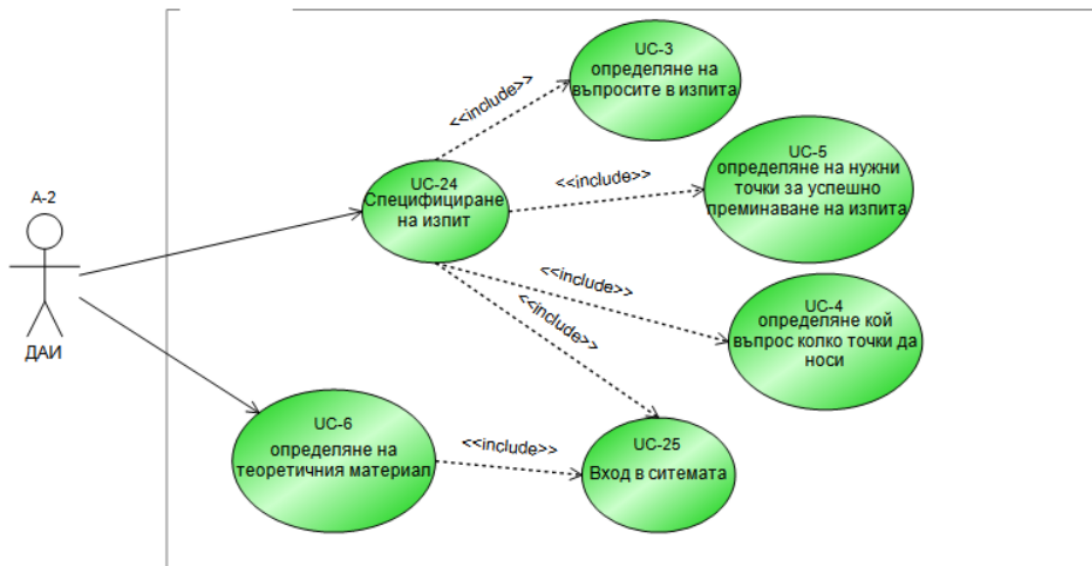 UC-3
определяне на
въпросите в изпита
<<include>>
UC-5
определяне на нужни
точки за успешно
преминаване на изпита
<<include>>
UC-24
Специфициране
на изпит
A-2
ДАИ
<<include>>
<<include>>
UC-4
определяне кой
въпрос колко точки да
носи
UC-6
определяне на
теоретичния материал
<<include>>
UC-25
Вход в ситемата